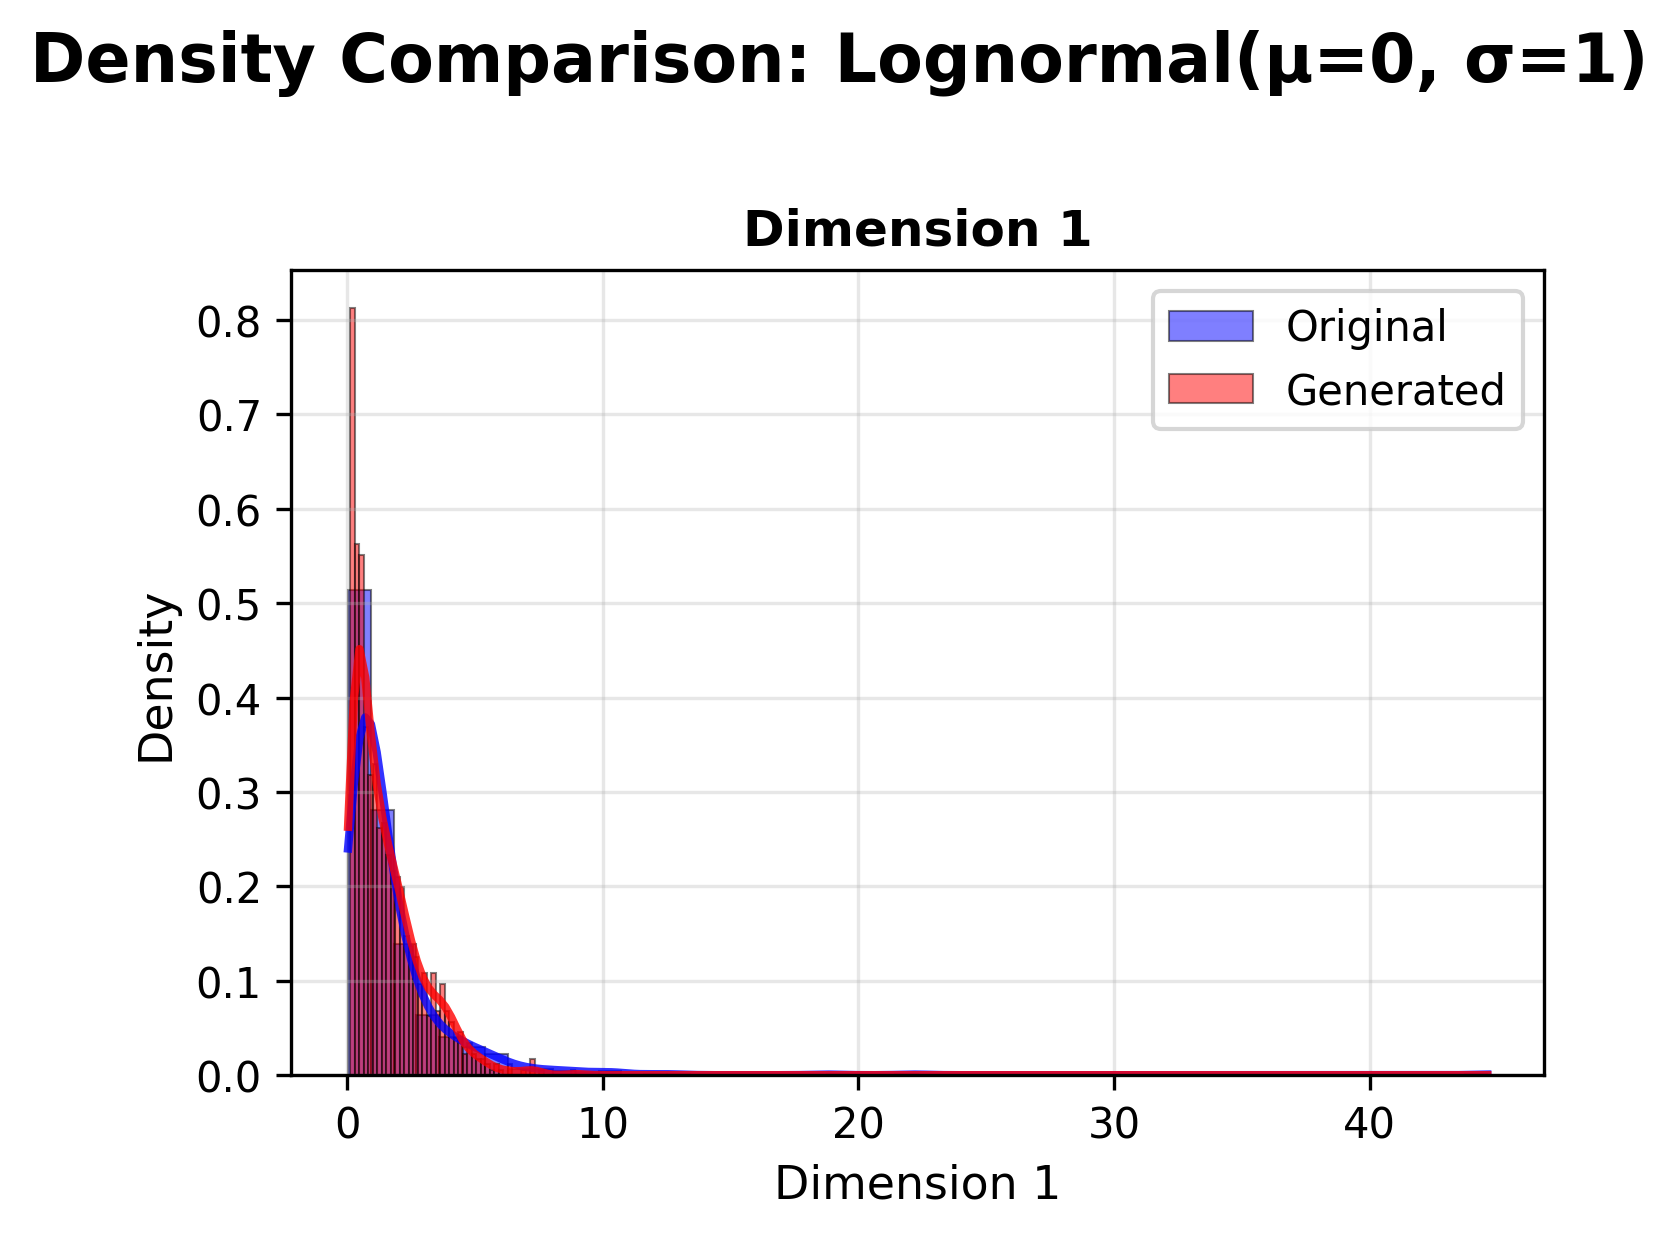 Density Comparison: Lognormal(μ=0, σ=1)
Dimension 1
Original
Generated
0.8
0.7
0.6
0.5
0.4
0.3
0.2
0.1
0.0
Density
0 10 20 30 40
Dimension 1